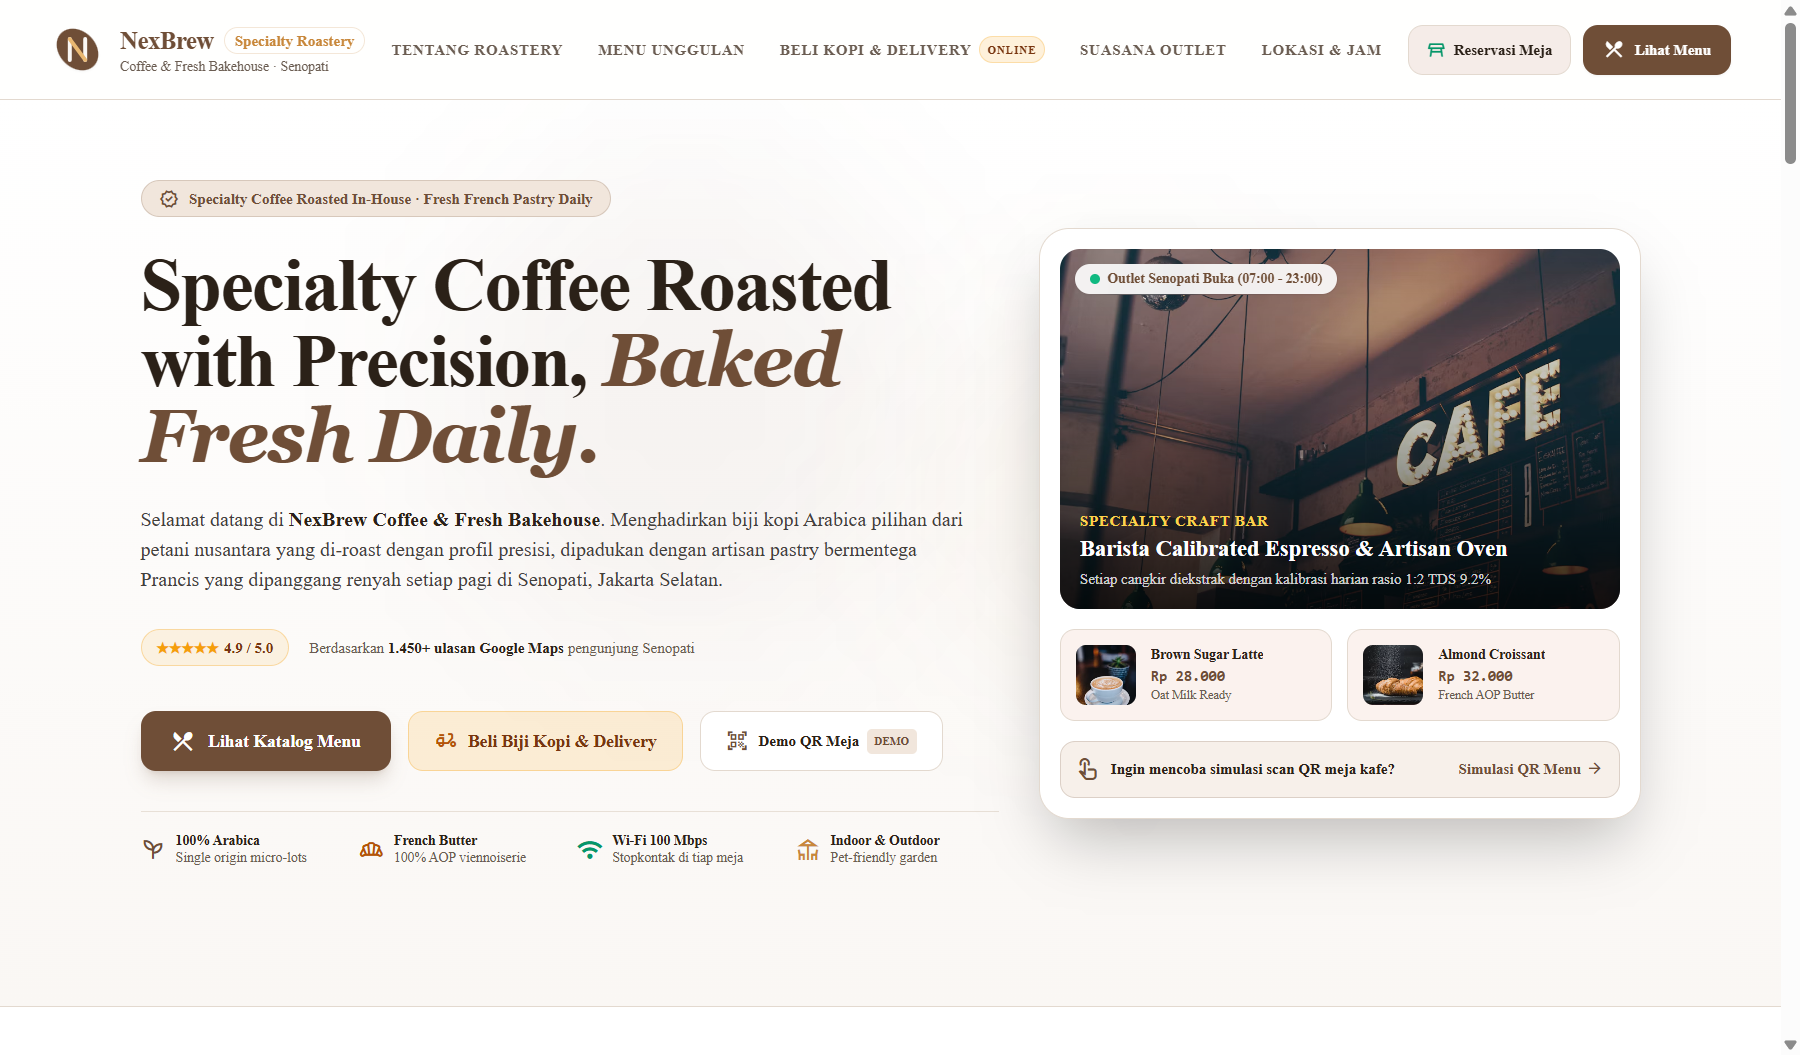 N
NexBrew
Specialty Roastery
Coffee & Fresh Bakehouse · Senopati
TENTANG ROASTERY
MENU UNGGULAN
BELI KOPI & DELIVERY
ONLINE
SUASANA OUTLET
LOKASI & JAM
Reservasi Meja
Lihat Menu
Specialty Coffee Roasted In-House · Fresh French Pastry Daily
Specialty Coffee Roasted
with Precision, Baked
Fresh Daily.
Selamat datang di NexBrew Coffee & Fresh Bakehouse. Menghadirkan biji kopi Arabica pilihan dari
petani nusantara yang di-roast dengan profil presisi, dipadukan dengan artisan pastry bermentega
Prancis yang dipanggang renyah setiap pagi di Senopati, Jakarta Selatan.
★★★★★ 4.9 / 5.0
Berdasarkan 1.450+ ulasan Google Maps pengunjung Senopati
Lihat Katalog Menu
Beli Biji Kopi & Delivery
Demo QR Meja
DEMO
100% Arabica
Single origin micro-lots
French Butter
100% AOP viennoiserie
Wi-Fi 100 Mbps
Stopkontak di tiap meja
Indoor & Outdoor
Pet-friendly garden
Outlet Senopati Buka (07:00 - 23:00)
CAFE
SPECIALTY CRAFT BAR
Barista Calibrated Espresso & Artisan Oven
Setiap cangkir diekstrak dengan kalibrasi harian rasio 1:2 TDS 9.2%
Brown Sugar Latte
Rp 28.000
Oat Milk Ready
Almond Croissant
Rp 32.000
French AOP Butter
Ingin mencoba simulasi scan QR meja kafe?
Simulasi QR Menu →